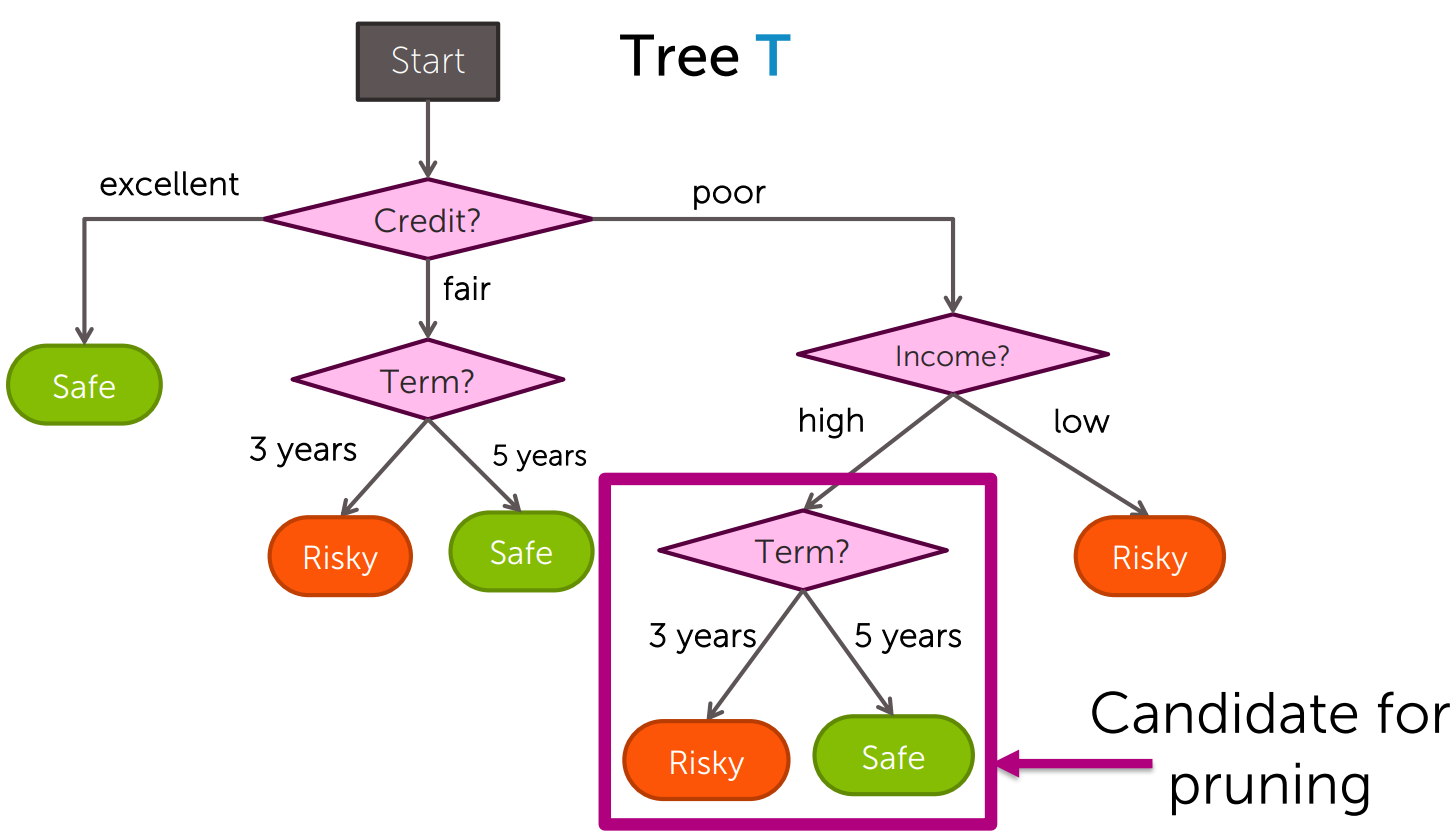 Start
Tree T
excellent
poor
Credit?
fair
Safe
Term?
Income?
3 years
5 years
high
low
Risky
Safe
Term?
Risky
3 years
5 years
Risky
Safe
Candidate for
pruning